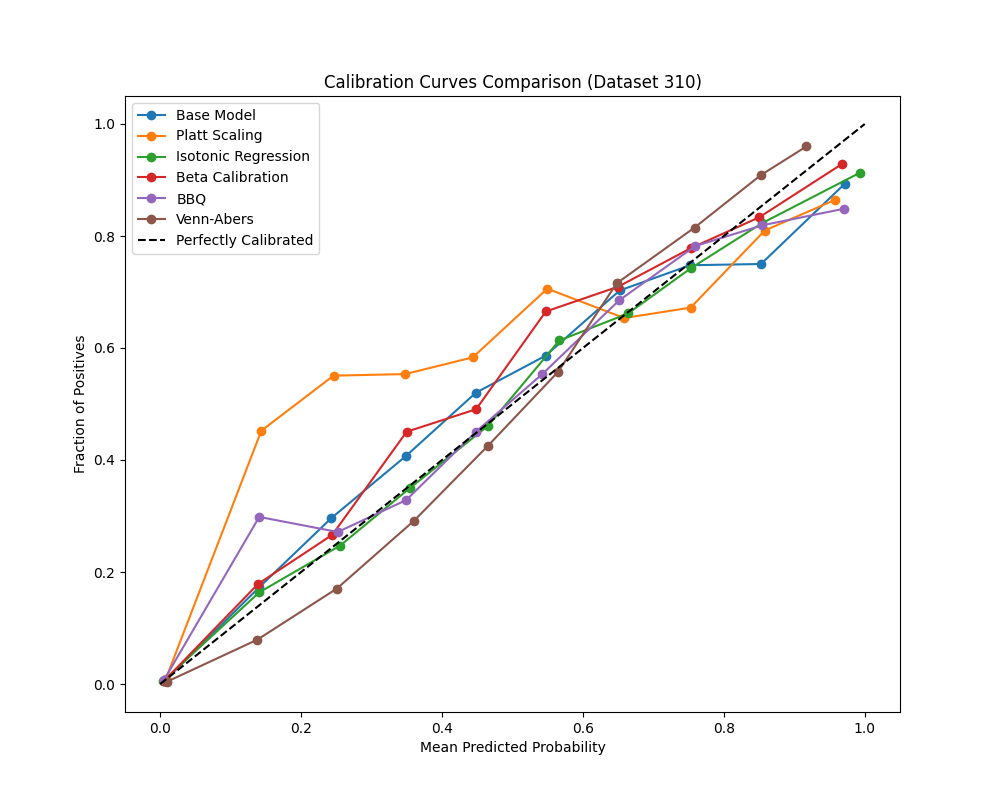 Calibration Curves Comparison (Dataset 310)
Base Model
Platt Scaling
Isotonic Regression
Beta Calibration
BBQ
Venn-Abers
Perfectly Calibrated
1.0
0.8
0.6
0.4
0.2
0.0
Fraction of Positives
0.0 0.2 0.4 0.6 0.8 1.0
Mean Predicted Probability